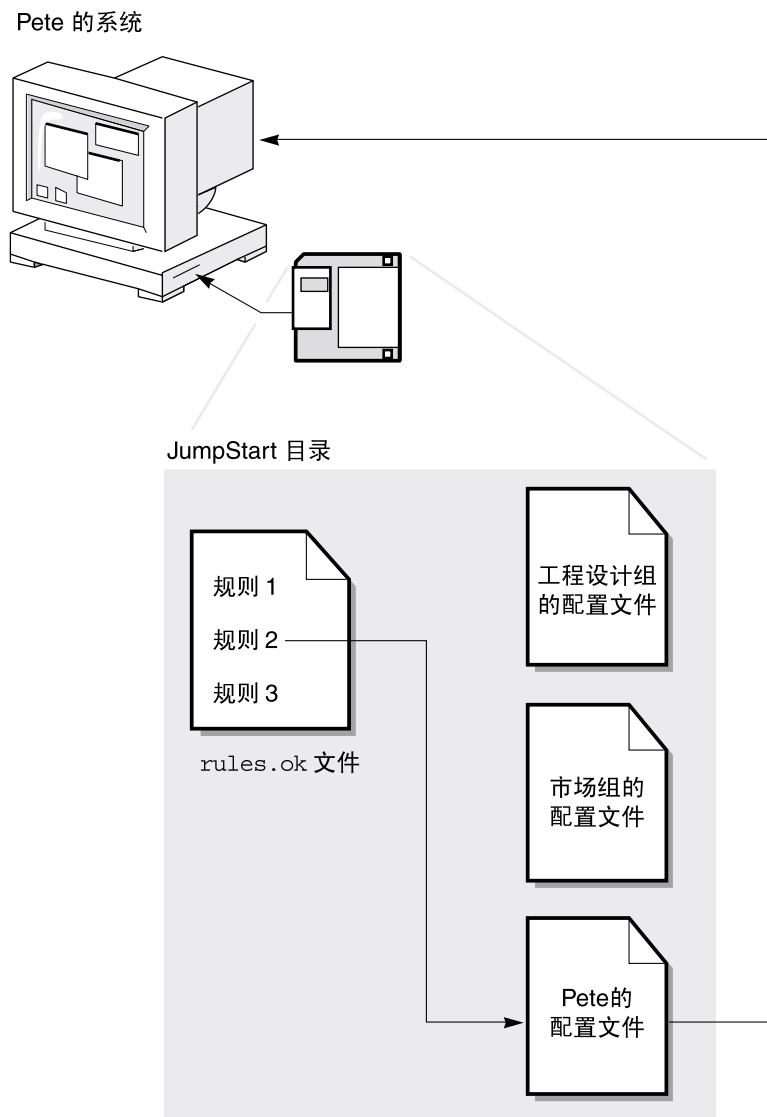 Pete 的系统
JumpStart 目录
规则 1
规则 2
规则 3
rules.ok 文件
工程设计组
的配置文件
市场组的
配置文件
Pete的
配置文件